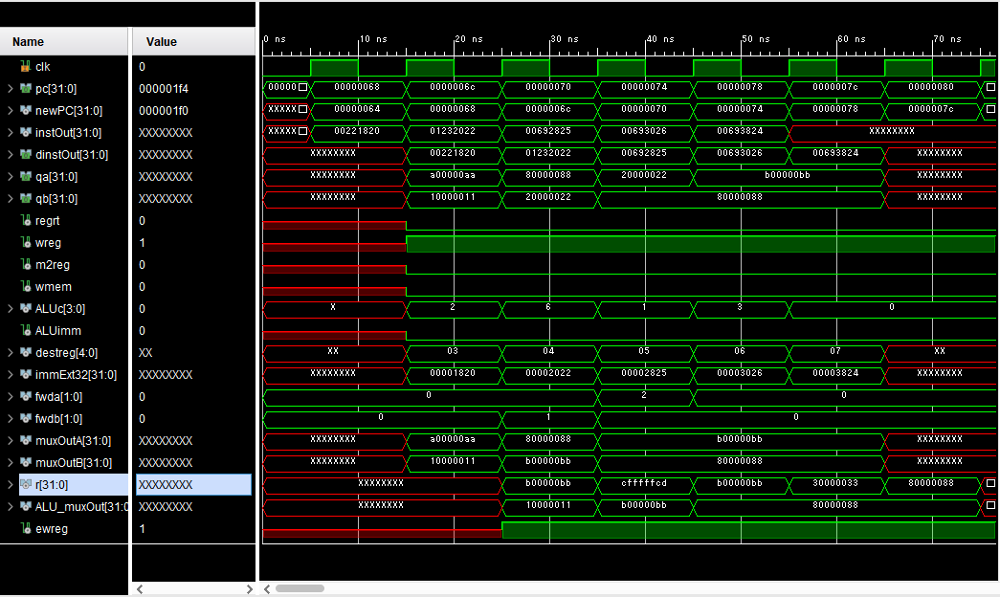 Name Value 0 ns 10 ns 20 ns 30 ns 40 ns 50 ns 60 ns 70 ns
clk 0
pc[31:0] 000001f4 00000 00000068 0000006c 00000070 00000074 00000078 0000007c 00000080
newPC[31:0] 000001f0 XXXXX 00000064 00000068 0000006c 00000070 00000074 00000078 0000007c
instOut[31:0] XXXXXXXX XXXXX 00221820 01232022 00692825 00693026 00693824 XXXXXXXX
dinstOut[31:0] XXXXXXXX XXXXXXXX 00221820 01232022 00692825 00693026 00693824 XXXXXXXX
qa[31:0] XXXXXXXX XXXXXXXX a00000aa 80000088 20000022 b00000bb XXXXXXXX
qb[31:0] XXXXXXXX XXXXXXXX 10000011 20000022 80000088 XXXXXXXX
regrt 0
wreg 1
m2reg 0
wmem 0
ALUc[3:0] 0 X 2 6 1 3 0
ALUimm 0
destreg[4:0] XX XX 03 04 05 06 07 XX
immExt32[31:0] XXXXXXXX XXXXXXXX 00001820 00002022 00002825 00003026 00003824 XXXXXXXX
fwda[1:0] 0 0 2 0
fwdb[1:0] 0 0 1 0
muxOutA[31:0] XXXXXXXX XXXXXXXX a00000aa 80000088 b00000bb XXXXXXXX
muxOutB[31:0] XXXXXXXX XXXXXXXX 10000011 b00000bb 80000088 XXXXXXXX
r[31:0] XXXXXXXX XXXXXXXX b00000bb cfffffcd b00000bb 30000033 80000088
ALU_muxOut[31:0 XXXXXXXX XXXXXXXX 10000011 b00000bb 80000088
ewreg 1